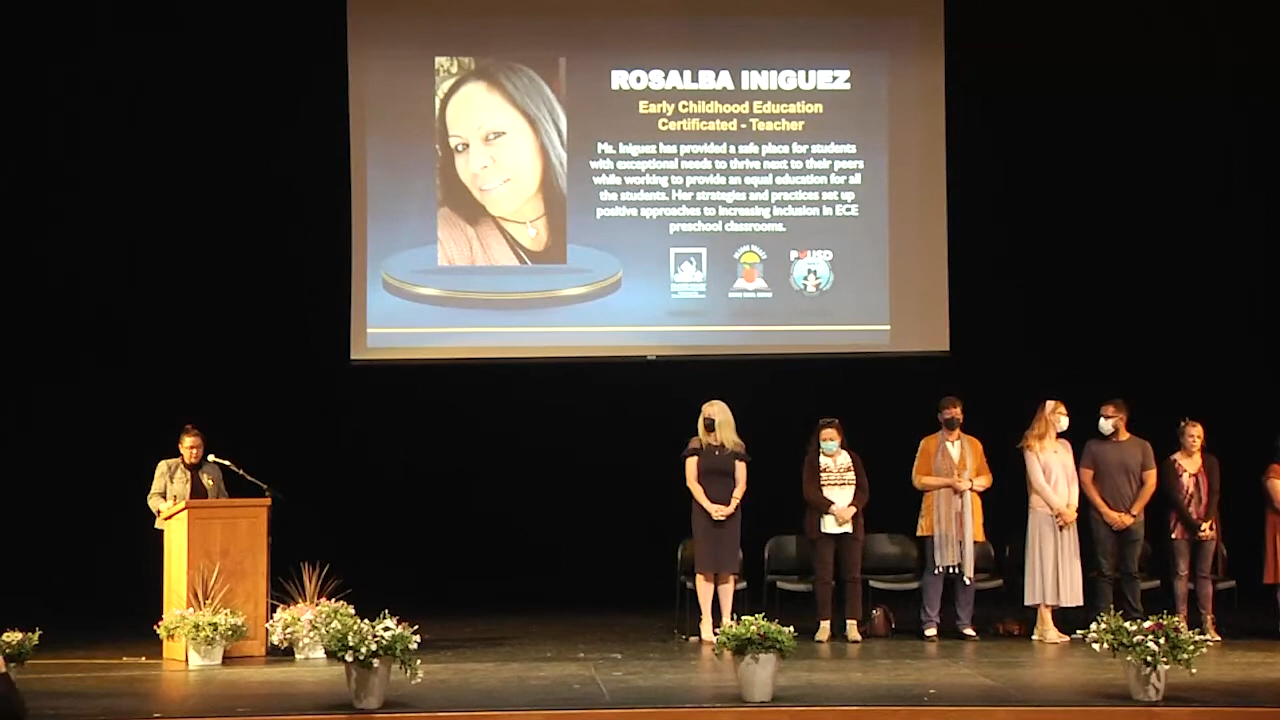 ROSALBA INIGUEZ
Early Childhood Education
Certificated - Teacher
Ms. Iniguez has provided a safe place for students
with exceptional needs to thrive next to their peers
while working to provide an equal education for all
the students. Her strategies and practices set up
positive approaches to increasing inclusion in ECE
preschool classrooms.